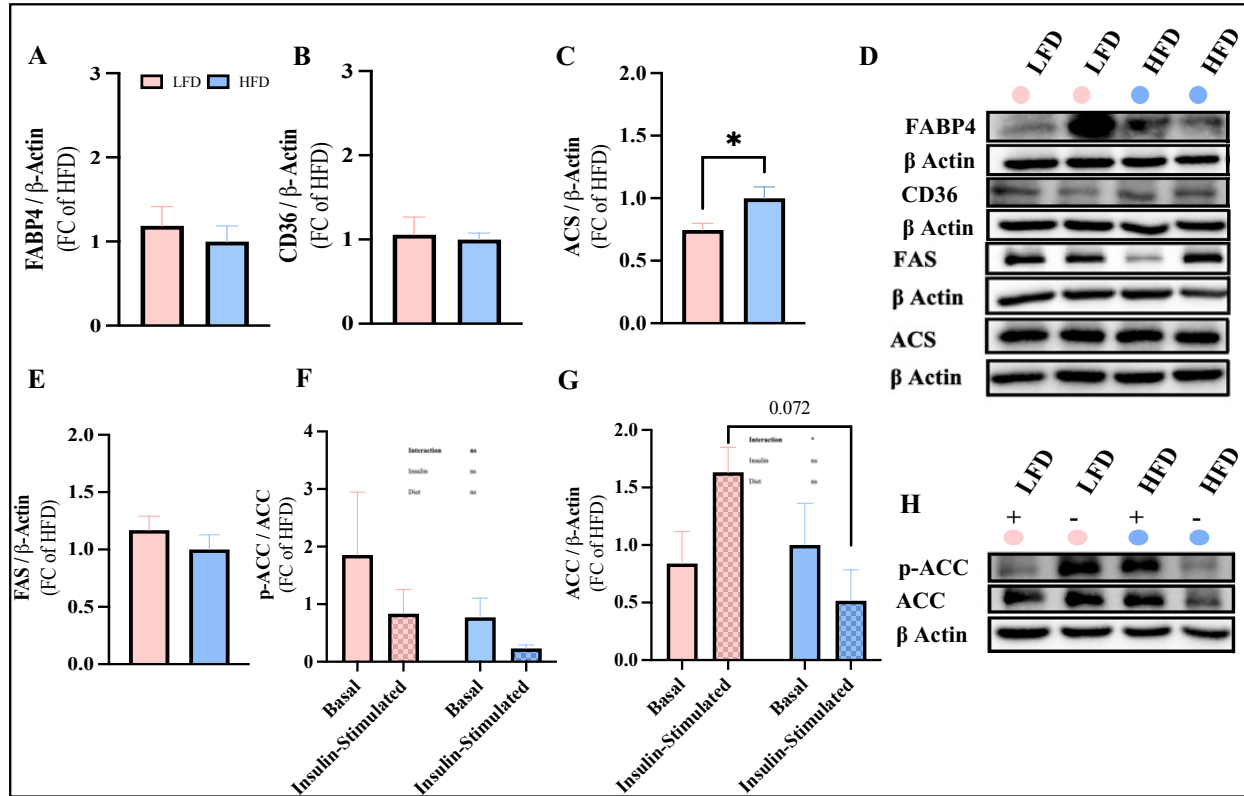 A
FABP4 / β-Actin
(FC of HFD)
3
2
1
0
LFD HFD
B
CD36 / β- Actin
(FC of HFD)
3
2
1
0
C
ACS / β-Actin
(FC of HFD)
2.0
1.5
1.0
0.5
0.0
*
D
LFD LFD HFD HFD
FABP4
β Actin
CD36
β Actin
FAS
β Actin
ACS
β Actin
E
FAS / β-Actin
(FC of HFD)
2.0
1.5
1.0
0.5
0.0
F
p-ACC / ACC
(FC of HFD)
4
3
2
1
0
Interaction ns
Insulin ns
Diet ns
Basal
Insulin-Stimulated
Basal
Insulin-Stimulated
G
ACC / β-Actin
(FC of HFD)
2.0
1.5
1.0
0.5
0.0
0.072
Interaction *
Insulin ns
Diet ns
Basal
Insulin-Stimulated
Basal
Insulin-Stimulated
H
LFD LFD HFD HFD
+ - + -
p-ACC
ACC
β Actin